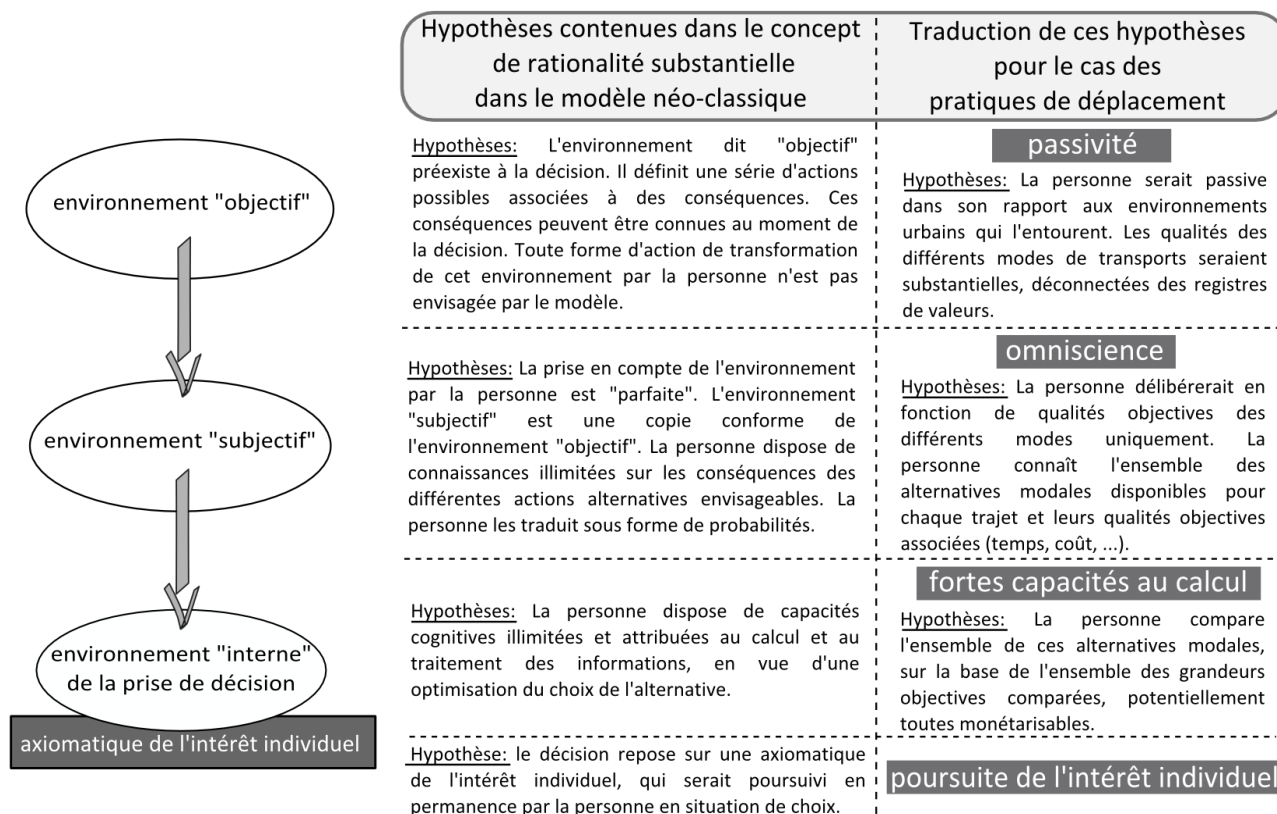 Hypothèses contenues dans le concept
de rationalité substantielle
dans le modèle néo-classique
Traduction de ces hypothèses
pour le cas des
pratiques de déplacement
environnement "objectif"
Hypothèses: L'environnement dit "objectif"
préexiste à la décision. Il définit une série d'actions
possibles associées à des conséquences. Ces
conséquences peuvent être connues au moment de
la décision. Toute forme d'action de transformation
de cet environnement par la personne n'est pas
envisagée par le modèle.
passivité
Hypothèses: La personne serait passive
dans son rapport aux environnements
urbains qui l'entourent. Les qualités des
différents modes de transports seraient
substantielles, déconnectées des registres
de valeurs.
environnement "subjectif"
Hypothèses: La prise en compte de l'environnement
par la personne est "parfaite". L'environnement
"subjectif" est une copie conforme de
l'environnement "objectif". La personne dispose de
connaissances illimitées sur les conséquences des
différentes actions alternatives envisageables. La
personne les traduit sous forme de probabilités.
omniscience
Hypothèses: La personne délibérerait en
fonction de qualités objectives des
différents modes uniquement. La
personne connaît l'ensemble des
alternatives modales disponibles pour
chaque trajet et leurs qualités objectives
associées (temps, coût, ...).
environnement "interne"
de la prise de décision
Hypothèses: La personne dispose de capacités
cognitives illimitées et attribuées au calcul et au
traitement des informations, en vue d'une
optimisation du choix de l'alternative.
fortes capacités au calcul
Hypothèses: La personne compare
l'ensemble de ces alternatives modales,
sur la base de l'ensemble des grandeurs
objectives comparées, potentiellement
toutes monétarisables.
axiomatique de l'intérêt individuel
Hypothèse: le décision repose sur une axiomatique
de l'intérêt individuel, qui serait poursuivi en
permanence par la personne en situation de choix.
poursuite de l'intérêt individuel